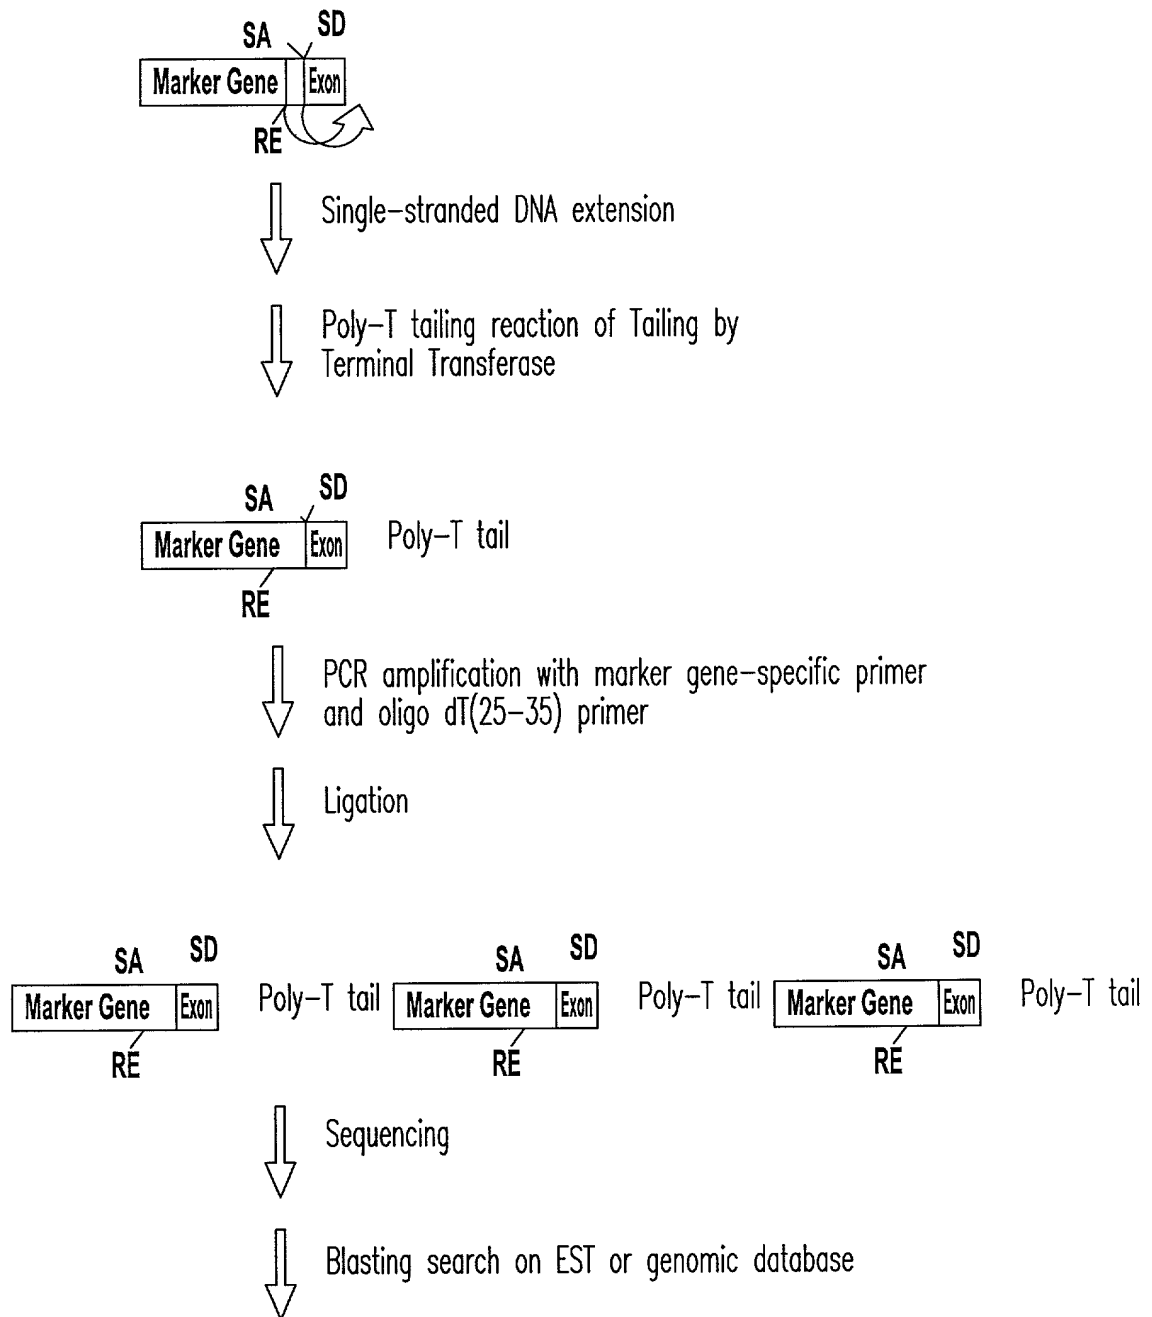 SA SD
Marker Gene Exon
RE
Single-stranded DNA extension
Poly-T tailing reaction of Tailing by
Terminal Transferase
SA SD
Marker Gene Exon Poly-T tail
RE
PCR amplification with marker gene-specific primer
and oligo dT(25-35) primer
Ligation
SA SD SA SD SA SD
Marker Gene Exon Poly-T tail Marker Gene Exon Poly-T tail Marker Gene Exon Poly-T tail
RE RE RE
Sequencing
Blasting search on EST or genomic database